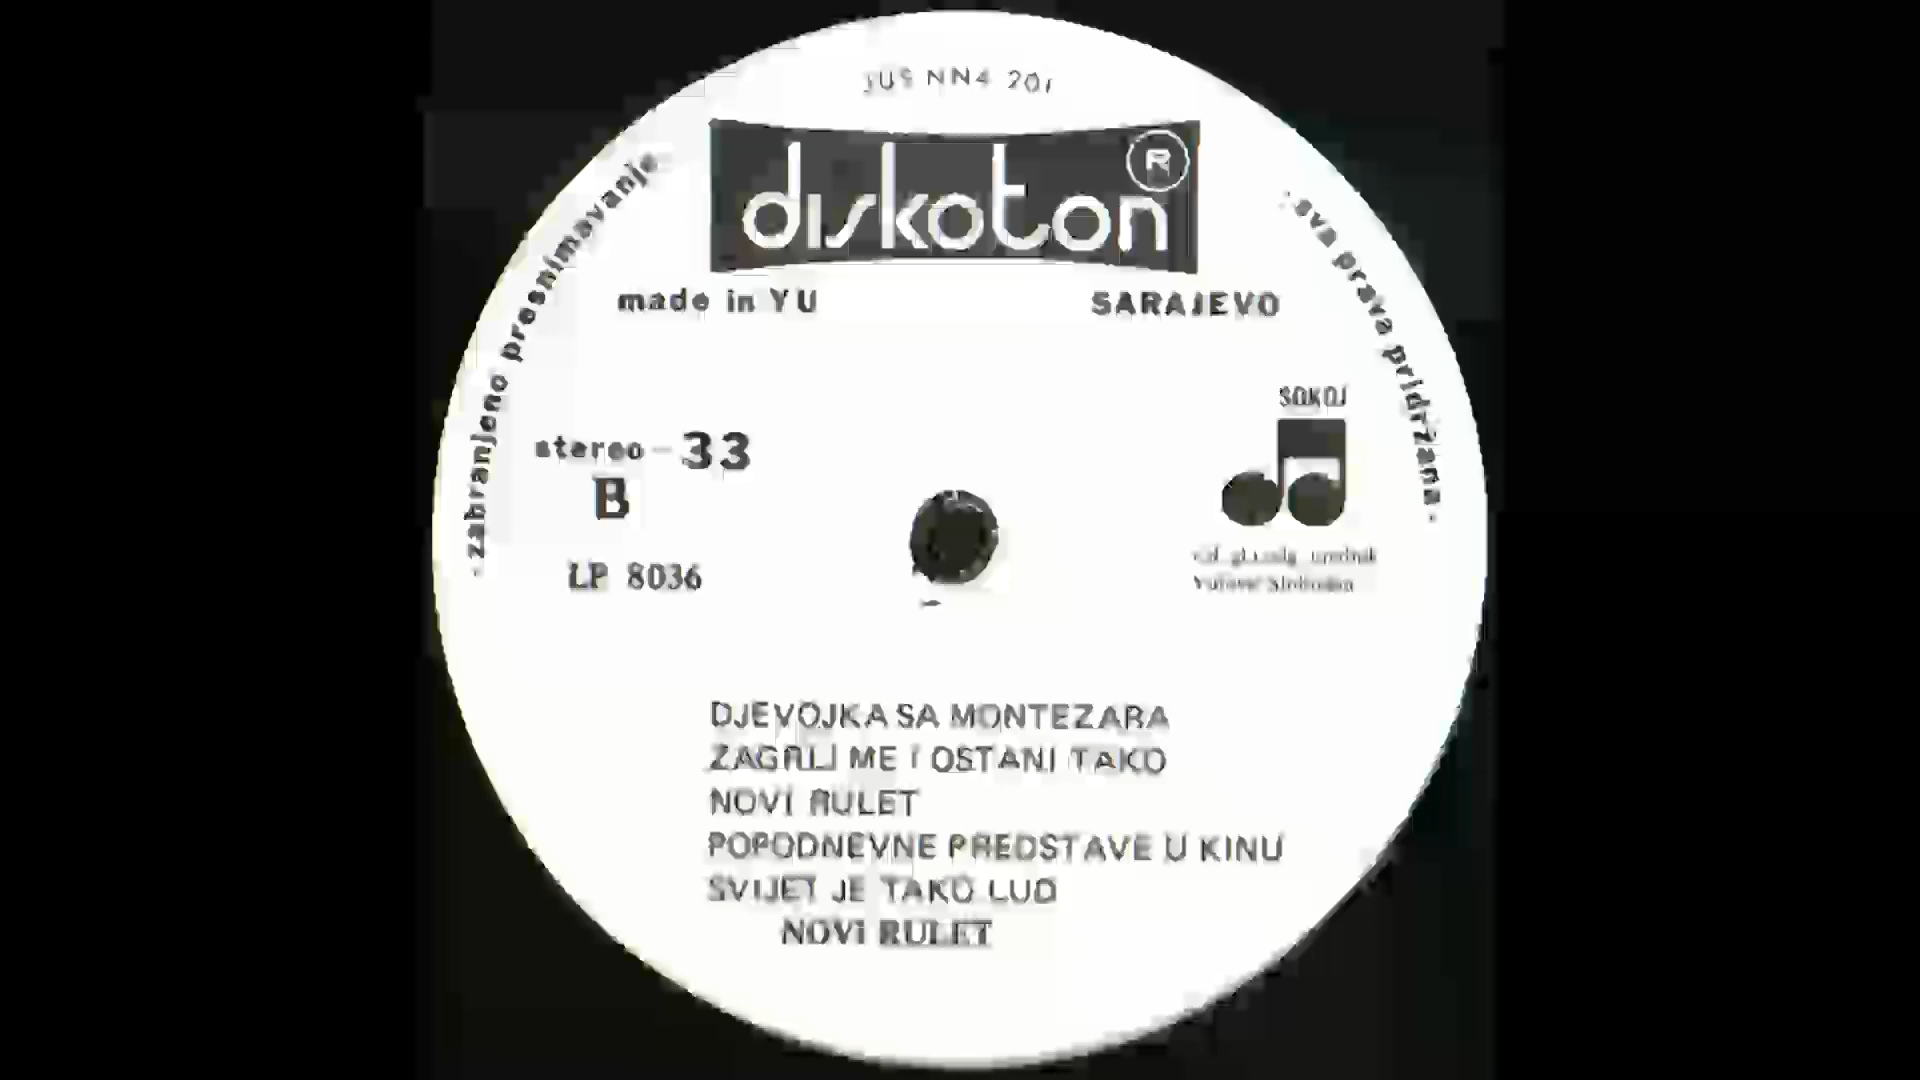 JUS NN4 201
diskoton R
made in YU SARAJEVO
· zabranjeno presnimavanje ·
· sva prava pridržana ·
SOKOJ
stereo - 33
B
LP 8036
DJEVOJKA SA MONTEZARA
ZAGRLI ME I OSTANI TAKO
NOVI RULET
POPODNEVNE PREDSTAVE U KINU
SVIJET JE TAKO LUD
NOVI RULET